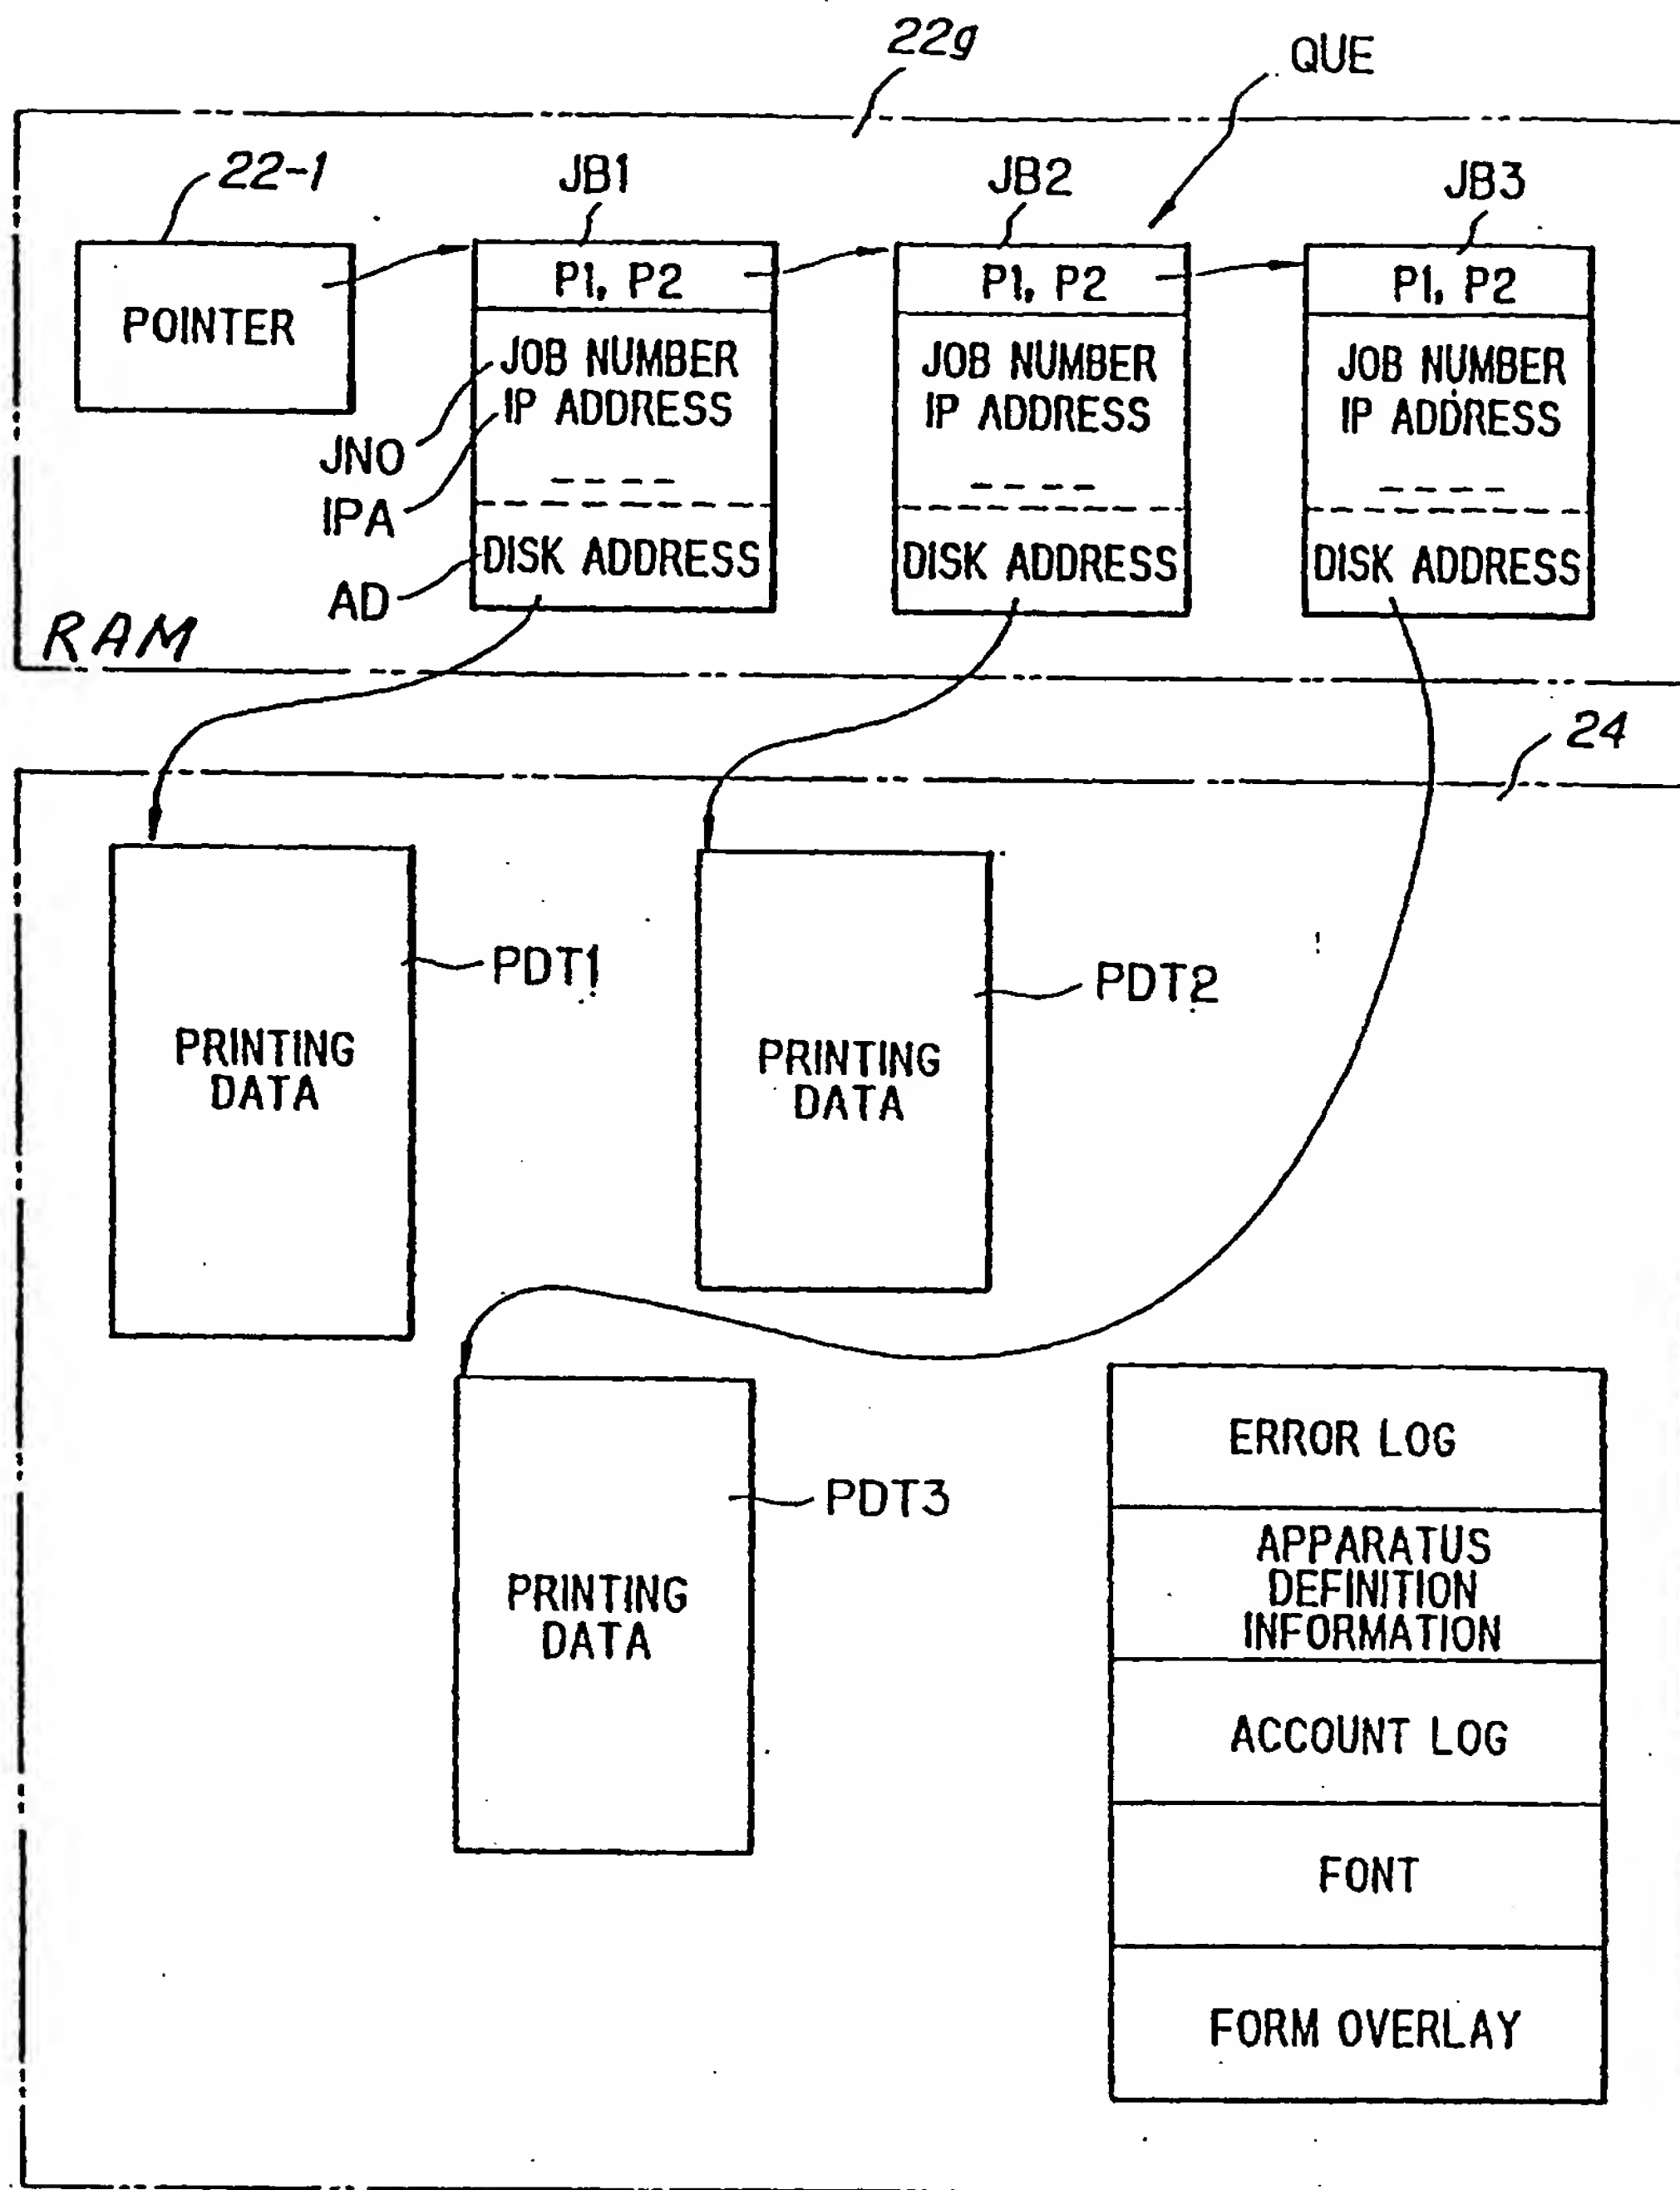 22g
QUE
22-1
JB1
JB2
JB3
POINTER
P1, P2
JOB NUMBER
IP ADDRESS
DISK ADDRESS
P1, P2
JOB NUMBER
IP ADDRESS
DISK ADDRESS
P1, P2
JOB NUMBER
IP ADDRESS
DISK ADDRESS
JNO
IPA
AD
RAM
24
PRINTING
DATA
PDT1
PRINTING
DATA
PDT2
PRINTING
DATA
PDT3
ERROR LOG
APPARATUS
DEFINITION
INFORMATION
ACCOUNT LOG
FONT
FORM OVERLAY